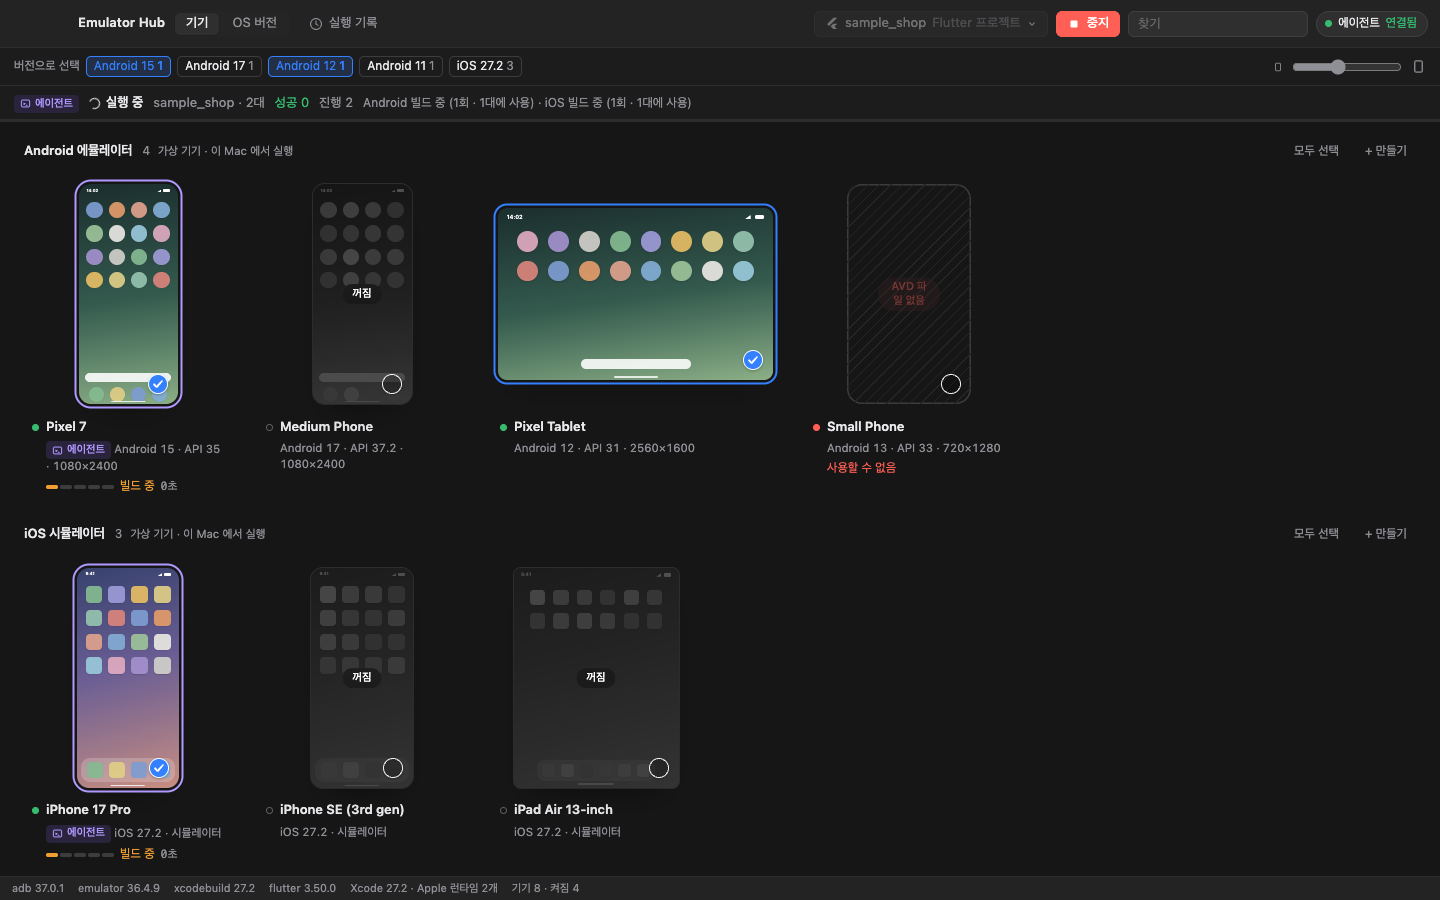 Emulator Hub 기기 OS 버전 실행 기록 sample_shop Flutter 프로젝트 중지 찾기 에이전트 연결됨
버전으로 선택 Android 15 1 Android 17 1 Android 12 1 Android 11 1 iOS 27.2 3
에이전트 실행 중 sample_shop · 2대 성공 0 진행 2 Android 빌드 중 (1회 · 1대에 사용) · iOS 빌드 중 (1회 · 1대에 사용)
Android 에뮬레이터 4 가상 기기 · 이 Mac 에서 실행 모두 선택 + 만들기
14:02
14:02
14:02
꺼짐
AVD 파
일 없음
Pixel 7
에이전트 Android 15 · API 35
· 1080×2400
빌드 중 0초
Medium Phone
Android 17 · API 37.2 ·
1080×2400
Pixel Tablet
Android 12 · API 31 · 2560×1600
Small Phone
Android 13 · API 33 · 720×1280
사용할 수 없음
iOS 시뮬레이터 3 가상 기기 · 이 Mac 에서 실행 모두 선택 + 만들기
9:41
9:41
9:41
꺼짐
꺼짐
iPhone 17 Pro
에이전트 iOS 27.2 · 시뮬레이터
빌드 중 0초
iPhone SE (3rd gen)
iOS 27.2 · 시뮬레이터
iPad Air 13-inch
iOS 27.2 · 시뮬레이터
adb 37.0.1 emulator 36.4.9 xcodebuild 27.2 flutter 3.50.0 Xcode 27.2 · Apple 런타임 2개 기기 8 · 켜짐 4